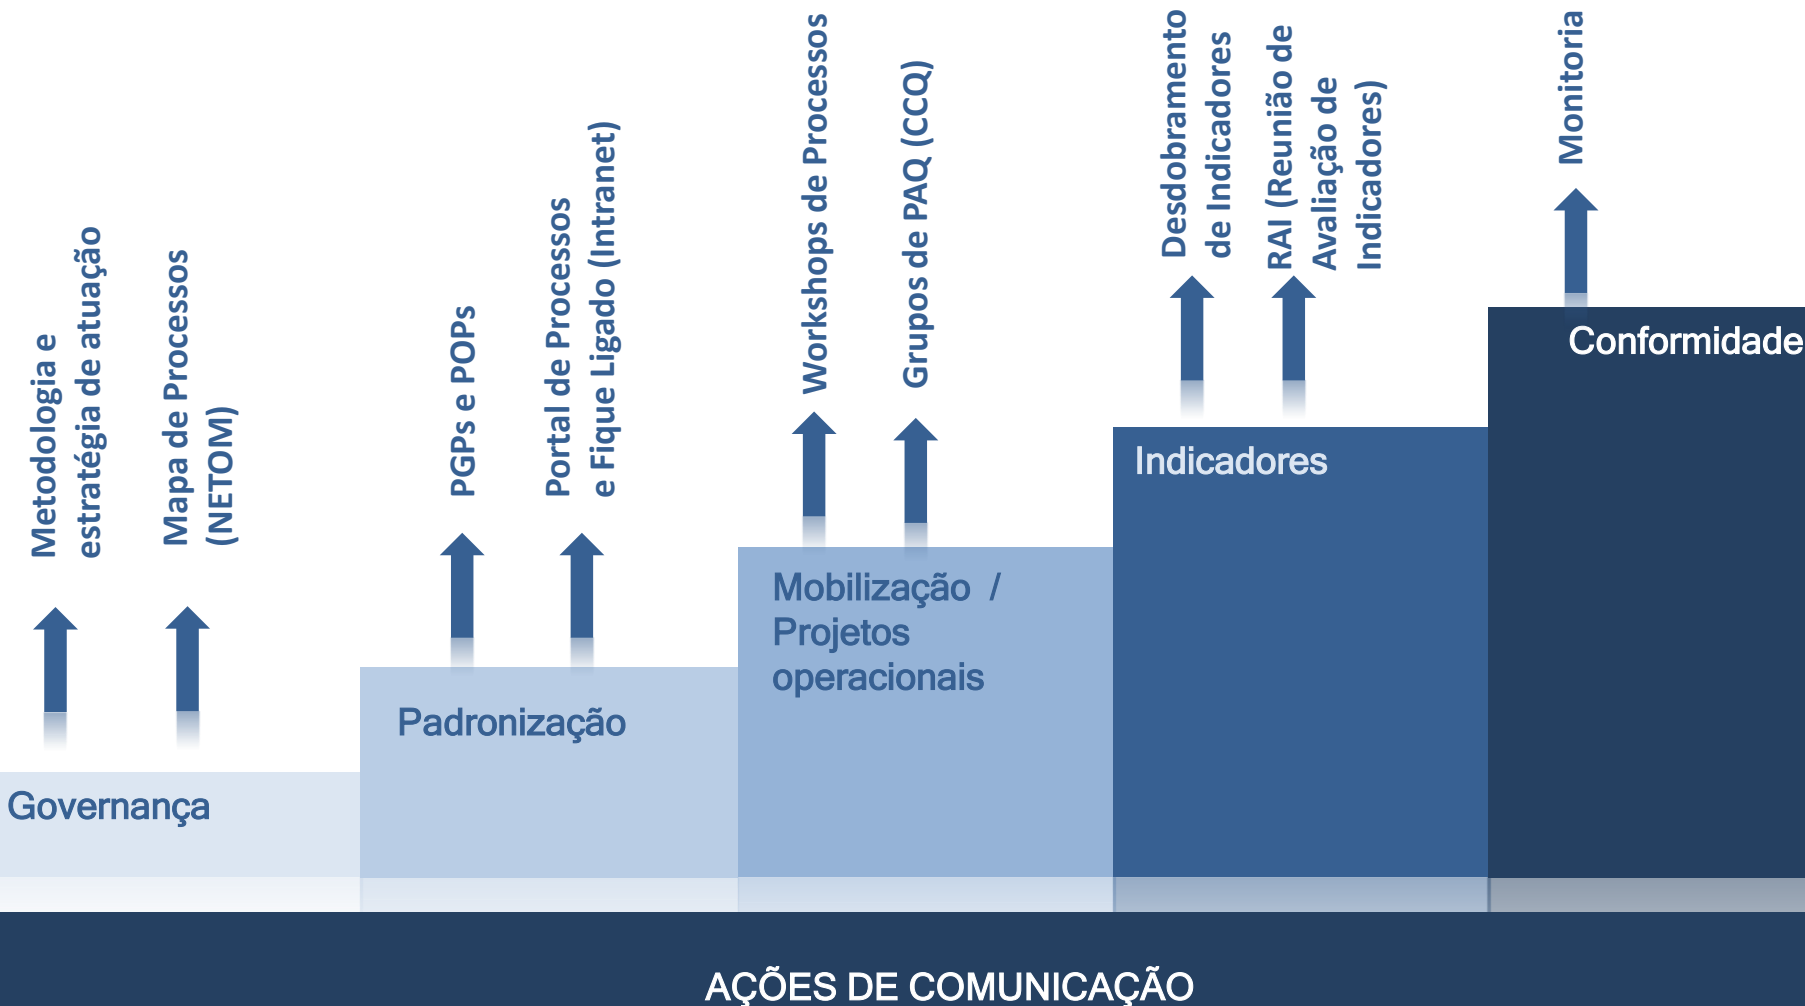 Metodologia e
estratégia de atuação
Mapa de Processos
(NETOM)
Governança
PGPs e POPs
Portal de Processos
e Fique Ligado (Intranet)
Padronização
Workshops de Processos
Grupos de PAQ (CCQ)
Mobilização /
Projetos
operacionais
Desdobramento
de Indicadores
RAI (Reunião de
Avaliação de
Indicadores)
Indicadores
Monitoria
Conformidade
AÇÕES DE COMUNICAÇÃO